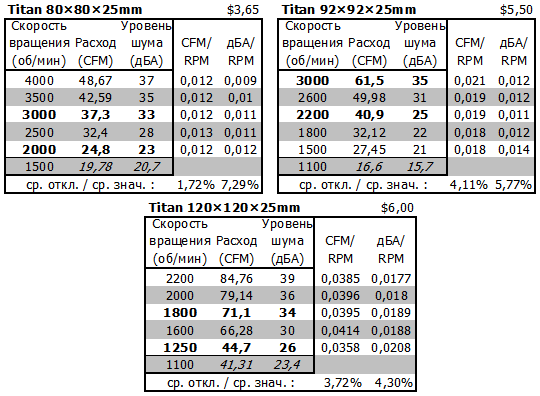 Titan 80×80×25mm $3,65
Скорость вращения (об/мин) Расход (CFM) Уровень шума (дБА) CFM/ RPM дБА/ RPM
4000 48,67 37 0,012 0,009
3500 42,59 35 0,012 0,01
3000 37,3 33 0,012 0,011
2500 32,4 28 0,013 0,011
2000 24,8 23 0,012 0,012
1500 19,78 20,7
ср. откл. / ср. знач. : 1,72% 7,29%
Titan 92×92×25mm $5,50
Скорость вращения (об/мин) Расход (CFM) Уровень шума (дБА) CFM/ RPM дБА/ RPM
3000 61,5 35 0,021 0,012
2600 49,98 31 0,019 0,012
2200 40,9 25 0,019 0,011
1800 32,12 22 0,018 0,012
1500 27,45 21 0,018 0,014
1100 16,6 15,7
ср. откл. / ср. знач. : 4,11% 5,77%
Titan 120×120×25mm $6,00
Скорость вращения (об/мин) Расход (CFM) Уровень шума (дБА) CFM/ RPM дБА/ RPM
2200 84,76 39 0,0385 0,0177
2000 79,14 36 0,0396 0,018
1800 71,1 34 0,0395 0,0189
1600 66,28 30 0,0414 0,0188
1250 44,7 26 0,0358 0,0208
1100 41,31 23,4
ср. откл. / ср. знач. : 3,72% 4,30%